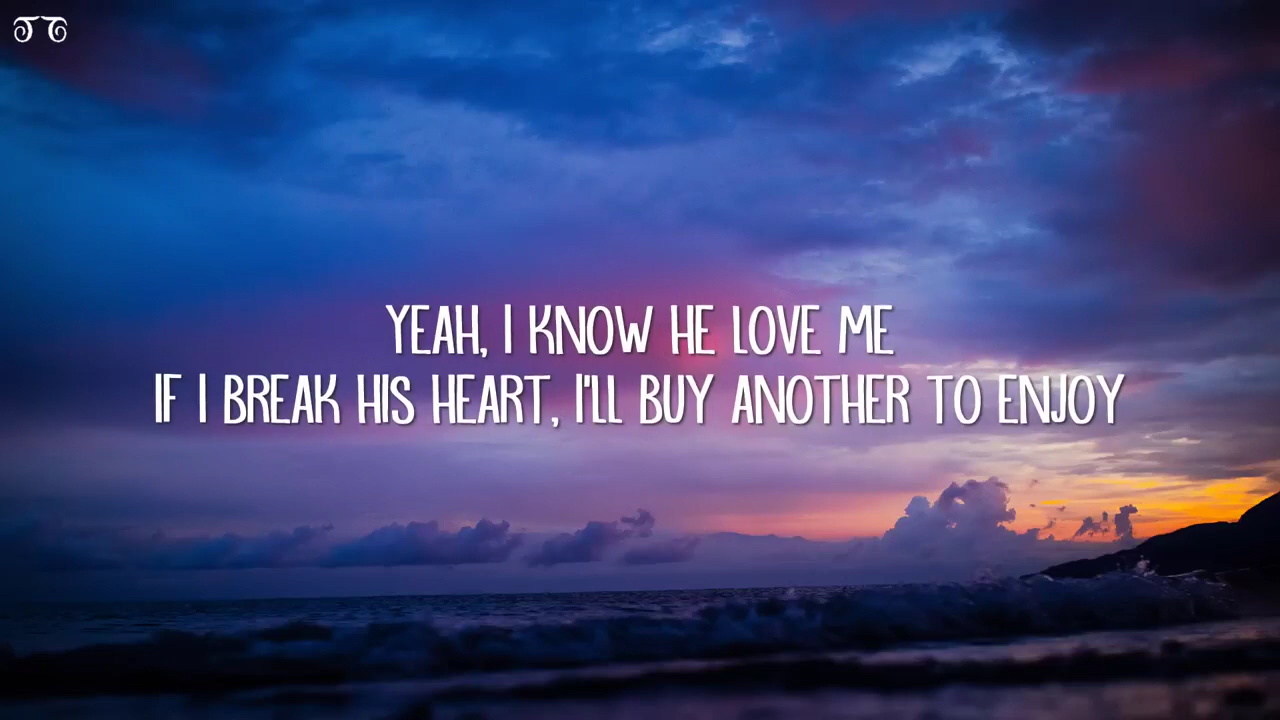 YEAH, I KNOW HE LOVE ME
IF I BREAK HIS HEART, I'LL BUY ANOTHER TO ENJOY